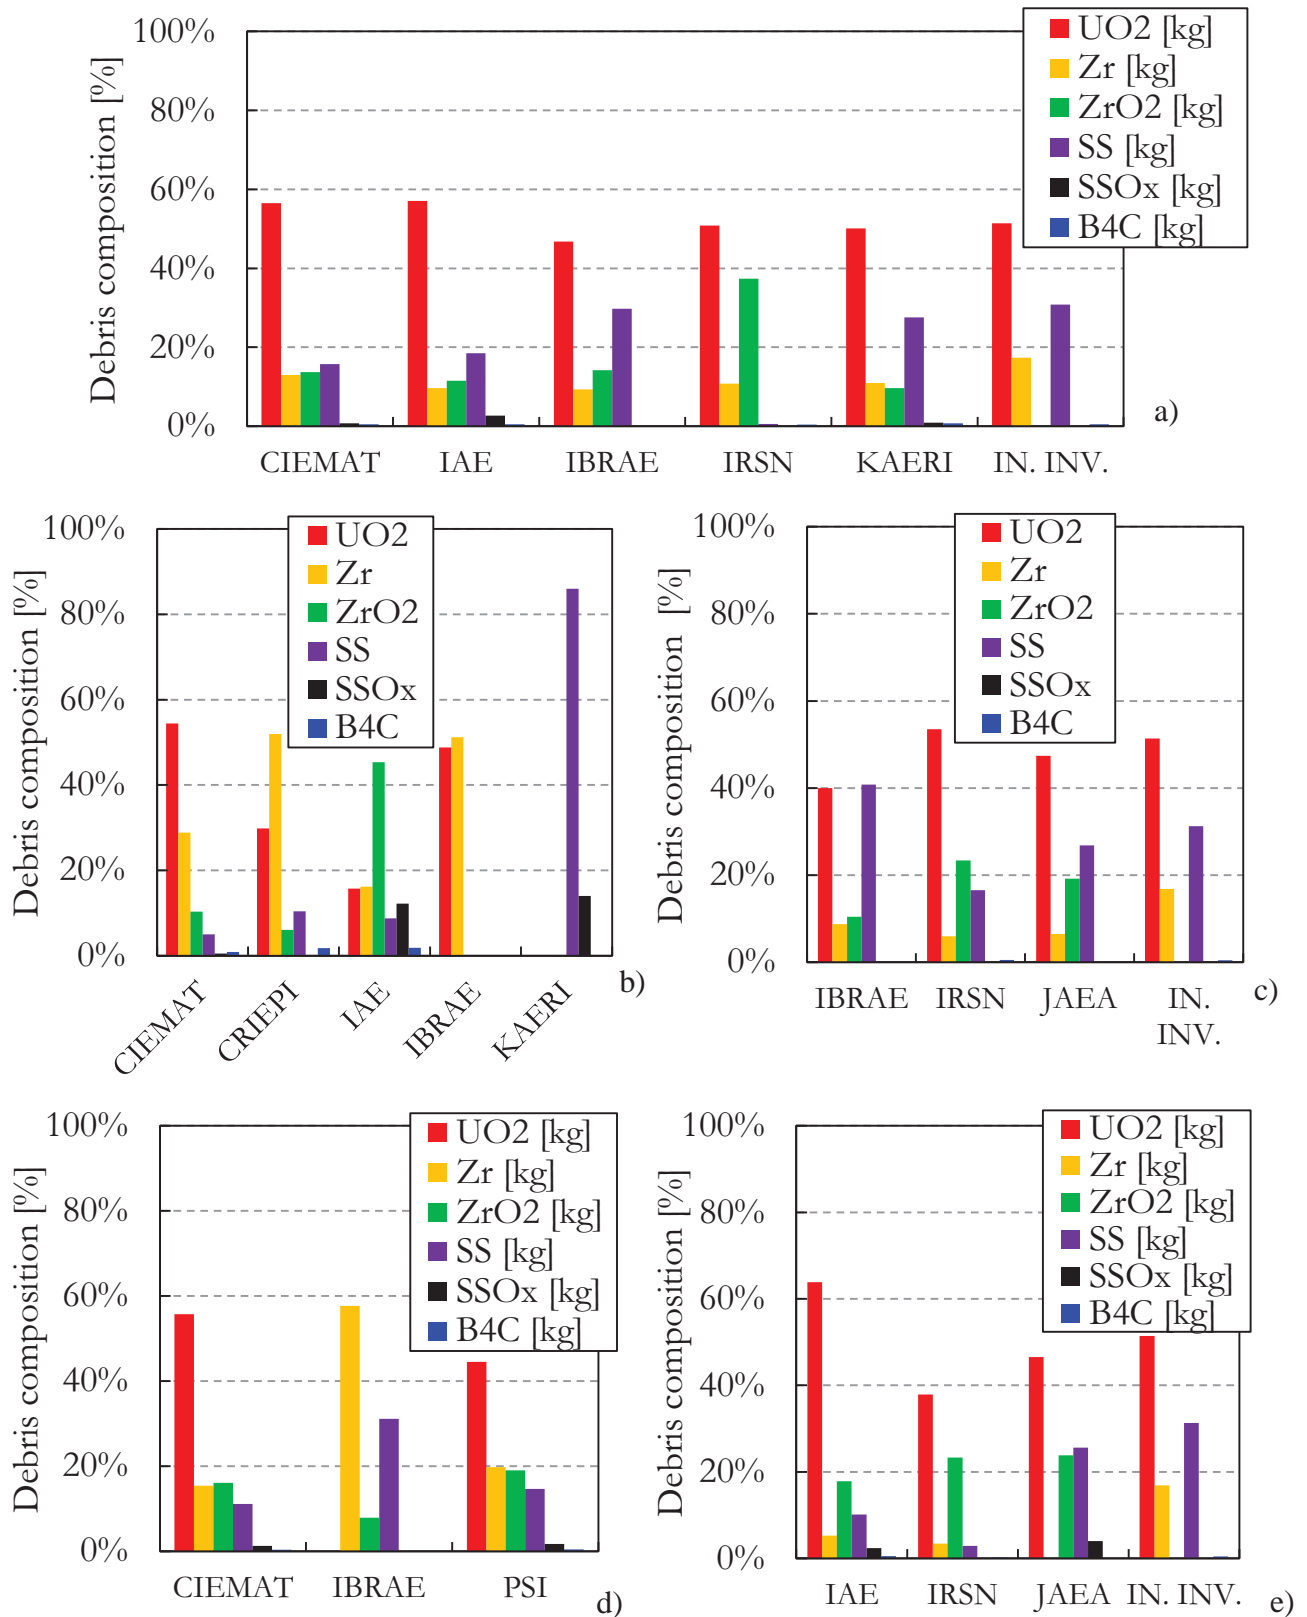 Debris composition [%]
100%
80%
60%
40%
20%
0%
UO2 [kg]
Zr [kg]
ZrO2 [kg]
SS [kg]
SSOx [kg]
B4C [kg]
CIEMAT IAE IBRAE IRSN KAERI IN. INV.
a)
Debris composition [%]
100%
80%
60%
40%
20%
0%
UO2
Zr
ZrO2
SS
SSOx
B4C
CIEMAT CRIEPI IAE IBRAE KAERI
b)
Debris composition [%]
100%
80%
60%
40%
20%
0%
UO2
Zr
ZrO2
SS
SSOx
B4C
IBRAE IRSN JAEA IN.
INV.
c)
Debris composition [%]
100%
80%
60%
40%
20%
0%
UO2 [kg]
Zr [kg]
ZrO2 [kg]
SS [kg]
SSOx [kg]
B4C [kg]
CIEMAT IBRAE PSI
d)
Debris composition [%]
100%
80%
60%
40%
20%
0%
UO2 [kg]
Zr [kg]
ZrO2 [kg]
SS [kg]
SSOx [kg]
B4C [kg]
IAE IRSN JAEA IN. INV.
e)